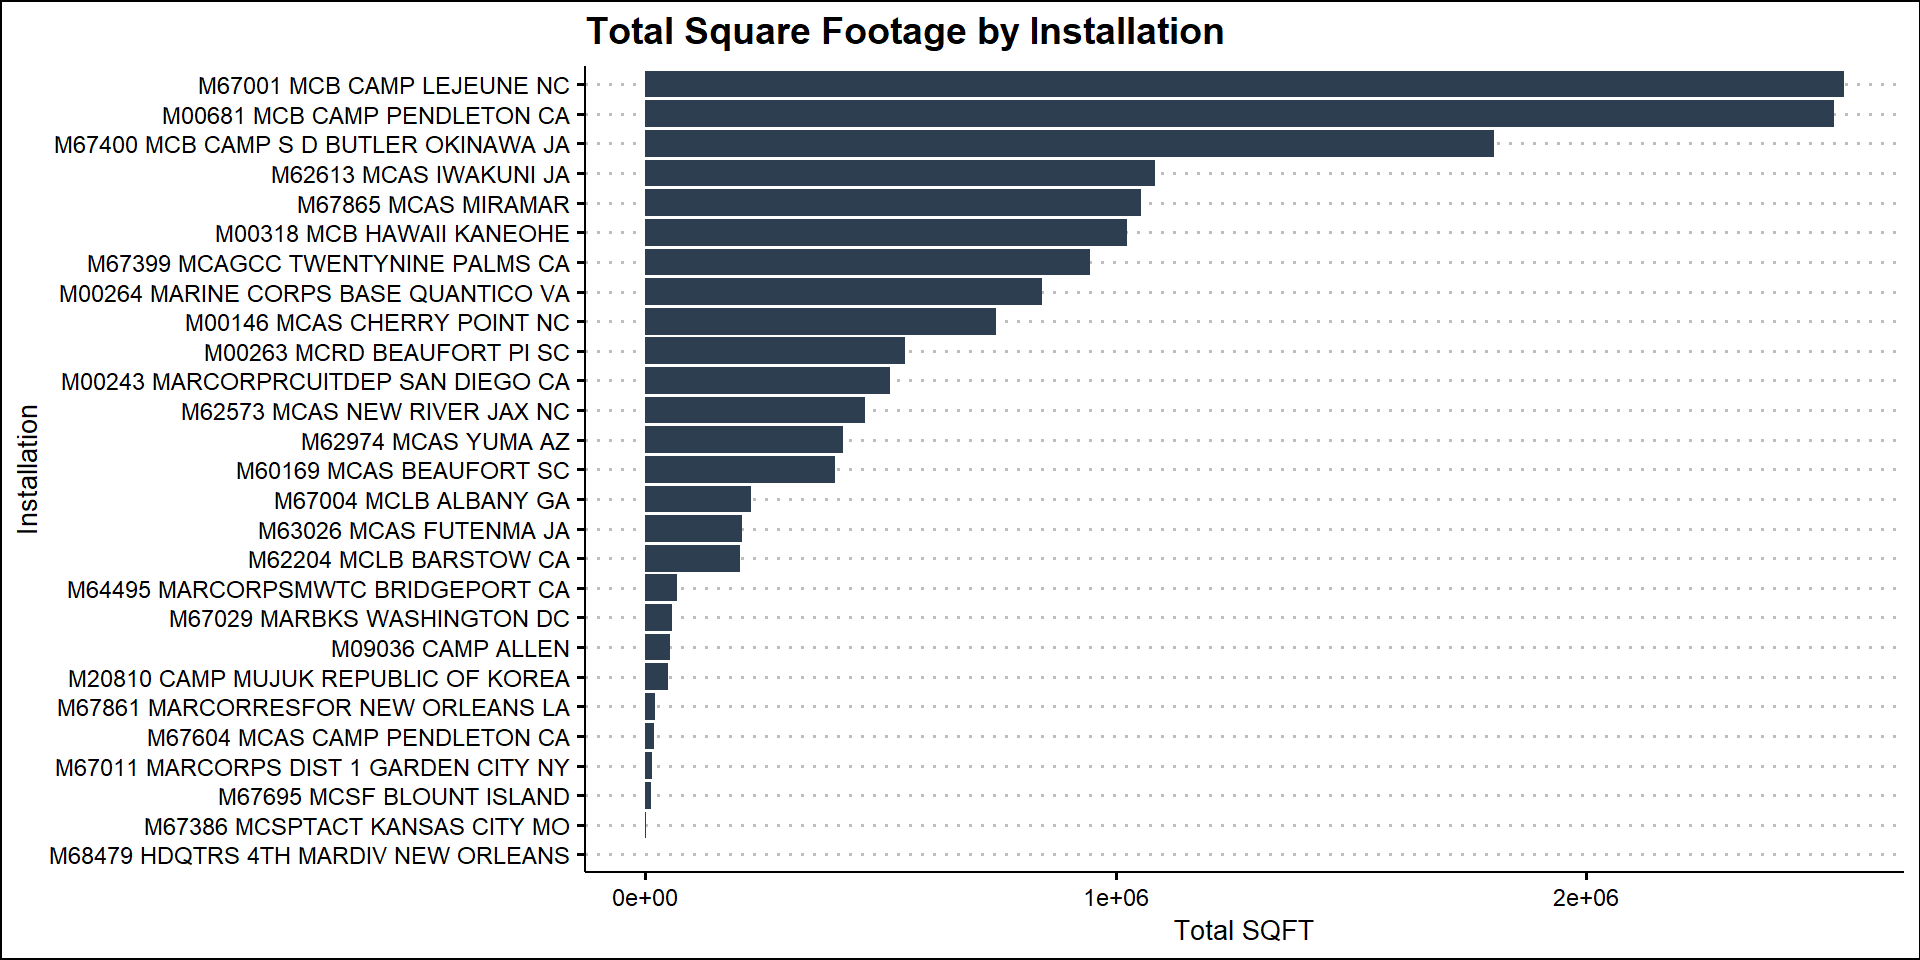 Total Square Footage by Installation
Installation
M67001 MCB CAMP LEJEUNE NC
M00681 MCB CAMP PENDLETON CA
M67400 MCB CAMP S D BUTLER OKINAWA JA
M62613 MCAS IWAKUNI JA
M67865 MCAS MIRAMAR
M00318 MCB HAWAII KANEOHE
M67399 MCAGCC TWENTYNINE PALMS CA
M00264 MARINE CORPS BASE QUANTICO VA
M00146 MCAS CHERRY POINT NC
M00263 MCRD BEAUFORT PI SC
M00243 MARCORPRCUITDEP SAN DIEGO CA
M62573 MCAS NEW RIVER JAX NC
M62974 MCAS YUMA AZ
M60169 MCAS BEAUFORT SC
M67004 MCLB ALBANY GA
M63026 MCAS FUTENMA JA
M62204 MCLB BARSTOW CA
M64495 MARCORPSMWTC BRIDGEPORT CA
M67029 MARBKS WASHINGTON DC
M09036 CAMP ALLEN
M20810 CAMP MUJUK REPUBLIC OF KOREA
M67861 MARCORRESFOR NEW ORLEANS LA
M67604 MCAS CAMP PENDLETON CA
M67011 MARCORPS DIST 1 GARDEN CITY NY
M67695 MCSF BLOUNT ISLAND
M67386 MCSPTACT KANSAS CITY MO
M68479 HDQTRS 4TH MARDIV NEW ORLEANS
0e+00 1e+06 2e+06
Total SQFT